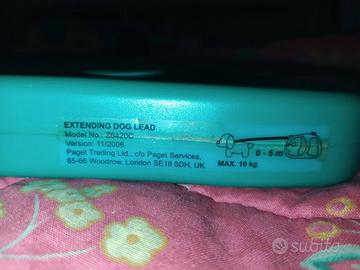 EXTENDING DOG LEAD
Model No.: Z6420C
Version: 11/2006
Paget Trading Ltd., c/o Paget Services,
65-66 Woodrow, London SE18 5DH, UK
0 - 5 m
MAX. 10 kg
subito